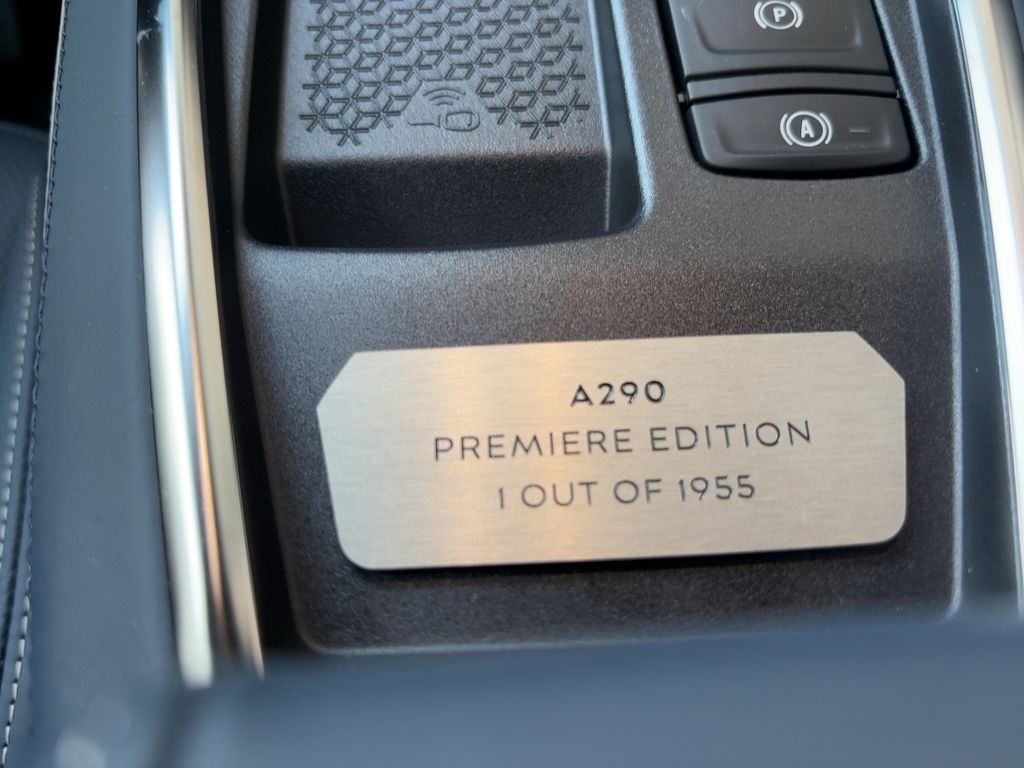 P
A
A290
PREMIERE EDITION
1 OUT OF 1955